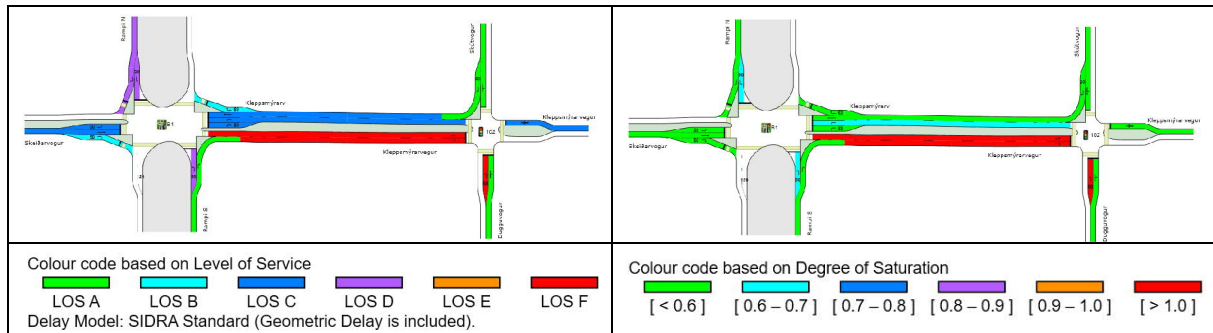 Rampi N
Skútuvogur
Kleppsmýrarv
Kleppsmýrarvegur
R1
102
Skeiðarvogur
Kleppsmýrarvegur
Rampi S
Dugguvogur
Colour code based on Level of Service
LOS A LOS B LOS C LOS D LOS E LOS F
Delay Model: SIDRA Standard (Geometric Delay is included).
Rampi N
Skútuvogur
Kleppsmýrarv
Kleppsmýrarvegur
102
Skeiðarvogur
Kleppsmýrarvegur
Dugguvogur
Colour code based on Degree of Saturation
[ < 0.6 ] [ 0.6 – 0.7 ] [ 0.7 – 0.8 ] [ 0.8 – 0.9 ] [ 0.9 – 1.0 ] [ > 1.0 ]